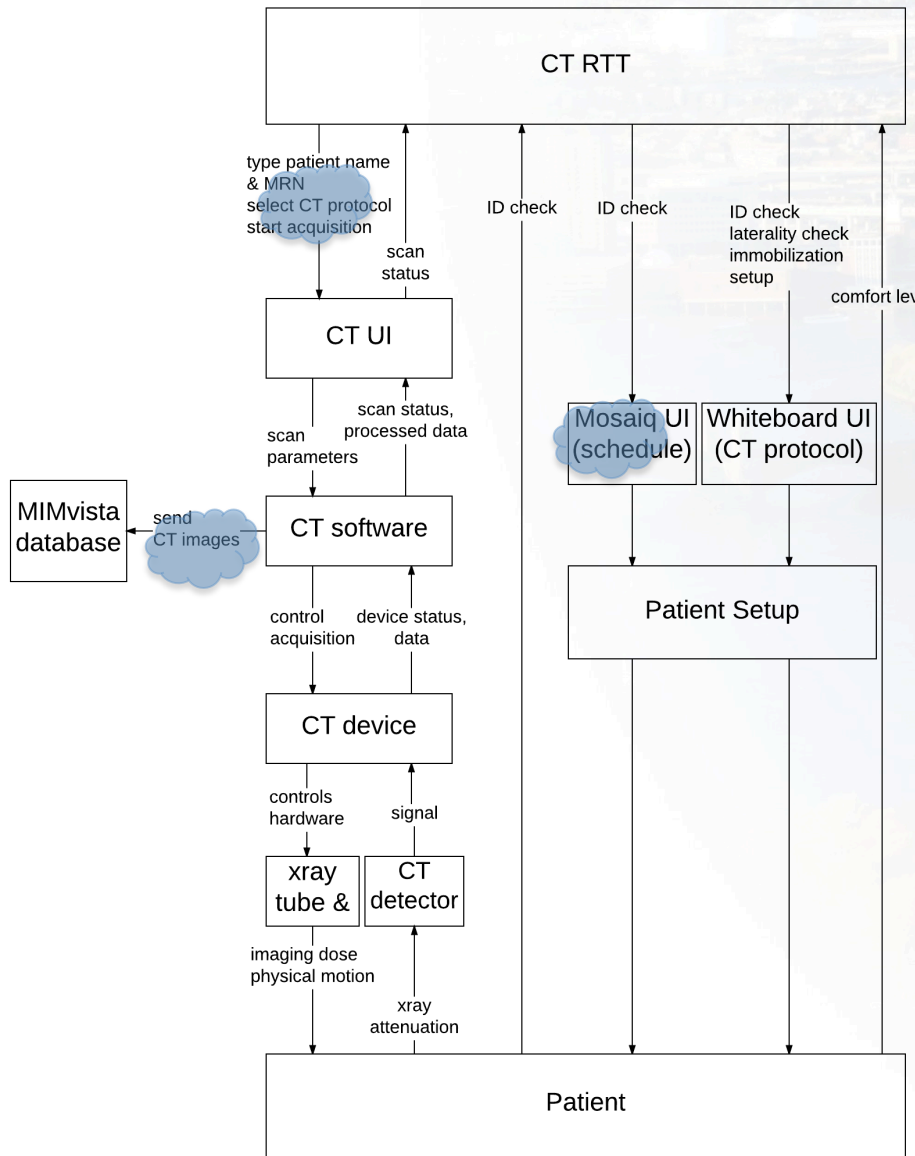 CT RTT
type patient name
& MRN
select CT protocol
start acquisition
scan
status
ID check
ID check
ID check
laterality check
immobilization
setup
comfort lev
CT UI
scan
parameters
scan status,
processed data
Mosaiq UI
(schedule)
Whiteboard UI
(CT protocol)
MIMvista
database
send
CT images
CT software
control
acquisition
device status,
data
Patient Setup
CT device
controls
hardware
signal
xray
tube &
CT
detector
imaging dose
physical motion
xray
attenuation
Patient